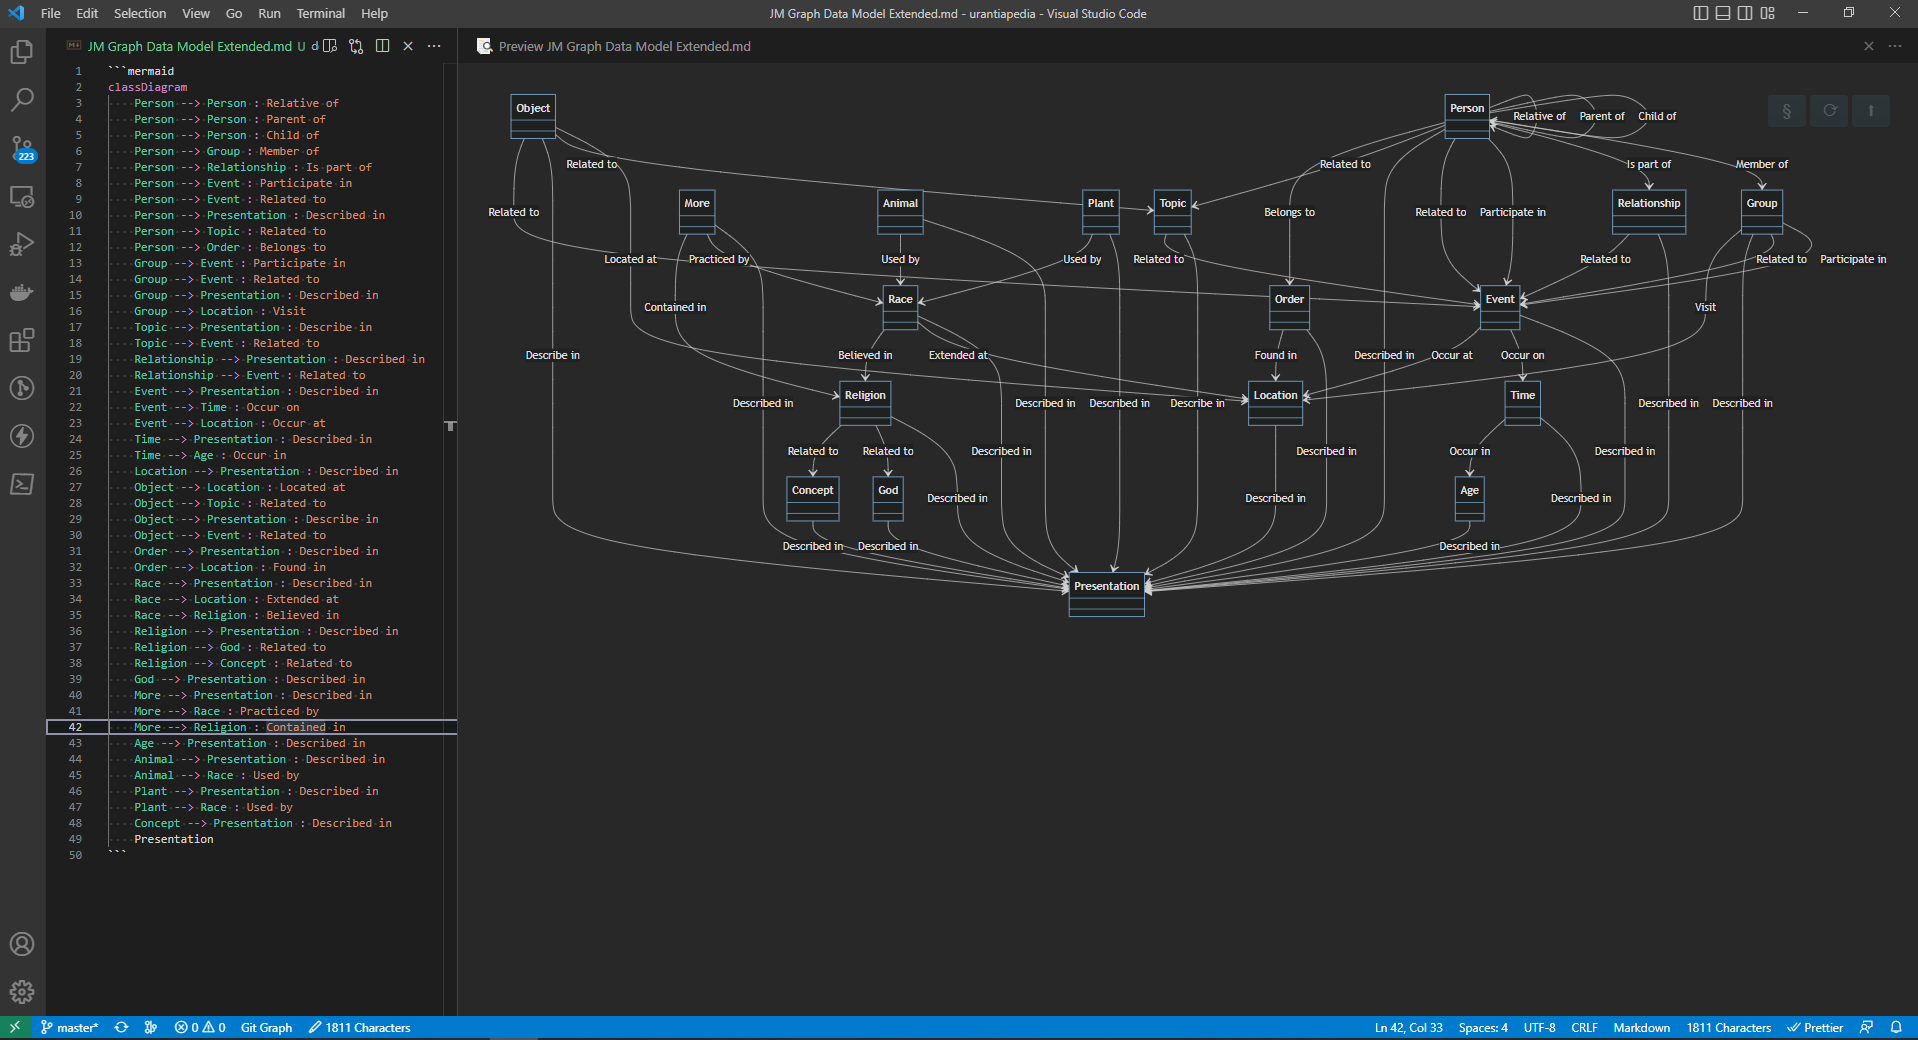 File Edit Selection View Go Run Terminal Help
JM Graph Data Model Extended.md - urantiapedia - Visual Studio Code
JM Graph Data Model Extended.md U d
Preview JM Graph Data Model Extended.md
223
1 ```mermaid
2 classDiagram
3 Person --> Person : Relative of
4 Person --> Person : Parent of
5 Person --> Person : Child of
6 Person --> Group : Member of
7 Person --> Relationship : Is part of
8 Person --> Event : Participate in
9 Person --> Event : Related to
10 Person --> Presentation : Described in
11 Person --> Topic : Related to
12 Person --> Order : Belongs to
13 Group --> Event : Participate in
14 Group --> Event : Related to
15 Group --> Presentation : Described in
16 Group --> Location : Visit
17 Topic --> Presentation : Describe in
18 Topic --> Event : Related to
19 Relationship --> Presentation : Described in
20 Relationship --> Event : Related to
21 Event --> Presentation : Described in
22 Event --> Time : Occur on
23 Event --> Location : Occur at
24 Time --> Presentation : Described in
25 Time --> Age : Occur in
26 Location --> Presentation : Described in
27 Object --> Location : Located at
28 Object --> Topic : Related to
29 Object --> Presentation : Describe in
30 Object --> Event : Related to
31 Order --> Presentation : Described in
32 Order --> Location : Found in
33 Race --> Presentation : Described in
34 Race --> Location : Extended at
35 Race --> Religion : Believed in
36 Religion --> Presentation : Described in
37 Religion --> God : Related to
38 Religion --> Concept : Related to
39 God --> Presentation : Described in
40 More --> Presentation : Described in
41 More --> Race : Practiced by
42 More --> Religion : Contained in
43 Age --> Presentation : Described in
44 Animal --> Presentation : Described in
45 Animal --> Race : Used by
46 Plant --> Presentation : Described in
47 Plant --> Race : Used by
48 Concept --> Presentation : Described in
49 Presentation
50 ```
Object Person
Relative of Parent of Child of
Related to Related to Is part of Member of
More Animal Plant Topic Relationship Group
Related to Belongs to Related to Participate in
Located at Practiced by Used by Used by Related to Related to Related to Participate in
Race Order Event
Contained in Visit
Describe in Believed in Extended at Found in Described in Occur at Occur on
Religion Location Time
Described in Described in Described in Describe in Described in Described in
Related to Related to Described in Described in Occur in Described in
Concept God Age
Described in Described in Described in
Described in Described in Described in
Presentation
master* 0 0 Git Graph 1811 Characters
Ln 42, Col 33 Spaces: 4 UTF-8 CRLF Markdown 1811 Characters Prettier